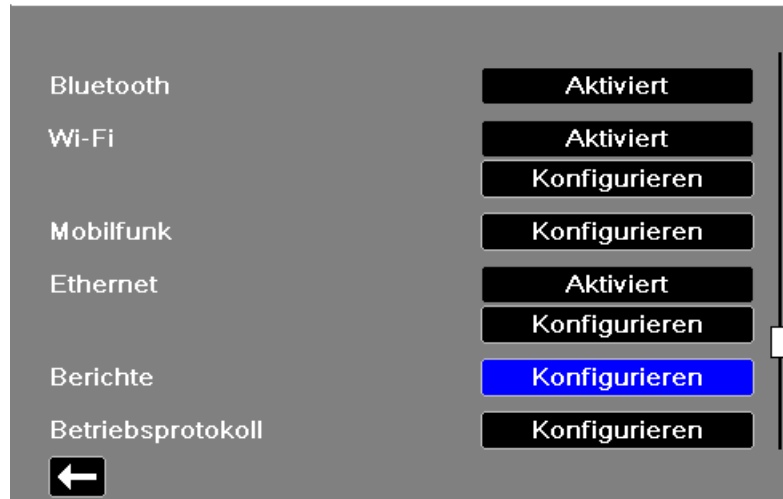 Bluetooth Aktiviert
Wi-Fi Aktiviert
Konfigurieren
Mobilfunk Konfigurieren
Ethernet Aktiviert
Konfigurieren
Berichte Konfigurieren
Betriebsprotokoll Konfigurieren